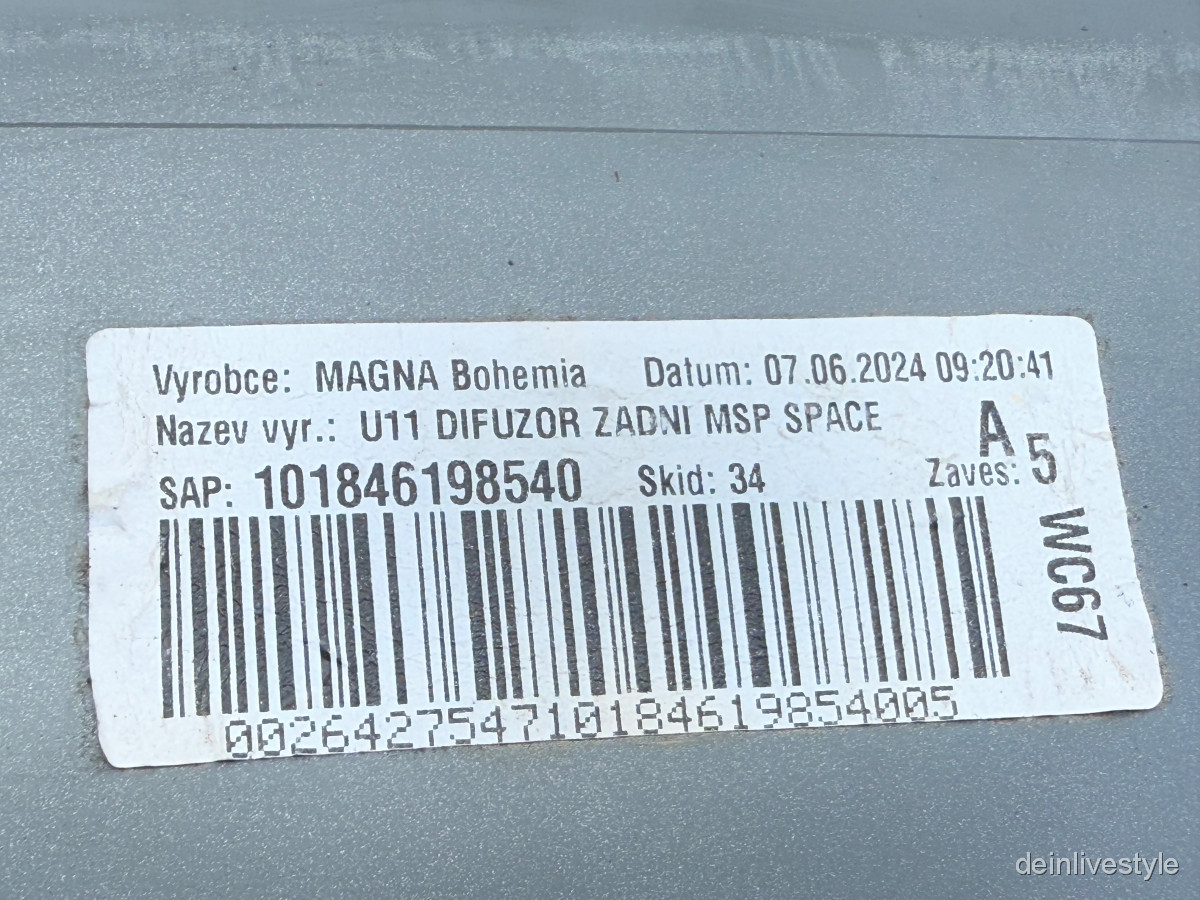 Vyrobce: MAGNA Bohemia Datum: 07.06.2024 09:20:41
Nazev vyr.: U11 DIFUZOR ZADNI MSP SPACE A
SAP: 101846198540 Skid: 34 Zaves: 5
WC67
002642754710184619854005
deinlivestyle